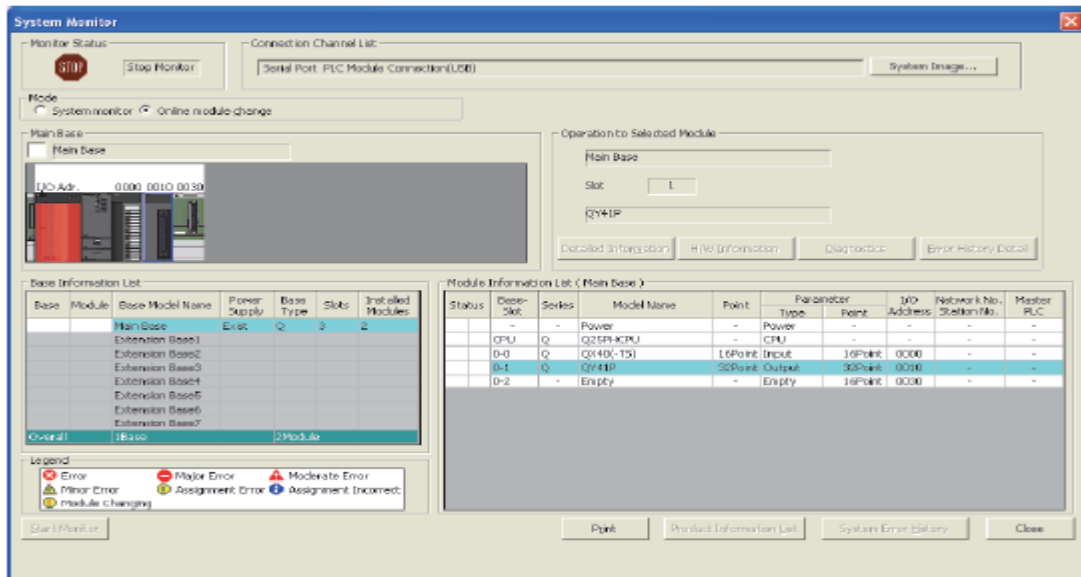 System Monitor
Monitor Status
STOP
Stop Monitor
Connection Channel List
Serial Port PLC Module Connection(USB)
System Image...
Mode
System monitor Online module change
Main Base
Main Base
I/O Adr. 0000 0010 0030
Operation to Selected Module
Main Base
Slot 1
QY41P
Detailed Information H/W Information Diagnostics Error History Detail
Base Information List
Base Module Base Model Name Power Supply Base Type Slots Installed Modules
Main Base Exist Q 3 2
Extension Base1
Extension Base2
Extension Base3
Extension Base4
Extension Base5
Extension Base6
Extension Base7
Overall 1Base 2Module
Module Information List ( Main Base )
Status Base-Slot Series Model Name Point Parameter Type Point I/O Address Network No. Station No. Master PLC
- - Power - Power - - - -
CPU Q Q25PHCPU - CPU - - - -
0-0 Q QX40(-TS) 16Point Input 16Point 0000 - -
0-1 Q QY41P 32Point Output 32Point 0010 - -
0-2 - Empty - Empty 16Point 0030 - -
Legend
Error Major Error Moderate Error
Minor Error Assignment Error Assignment Incorrect
Module Changing
Start Monitor
Print Product Information List System Error History Close